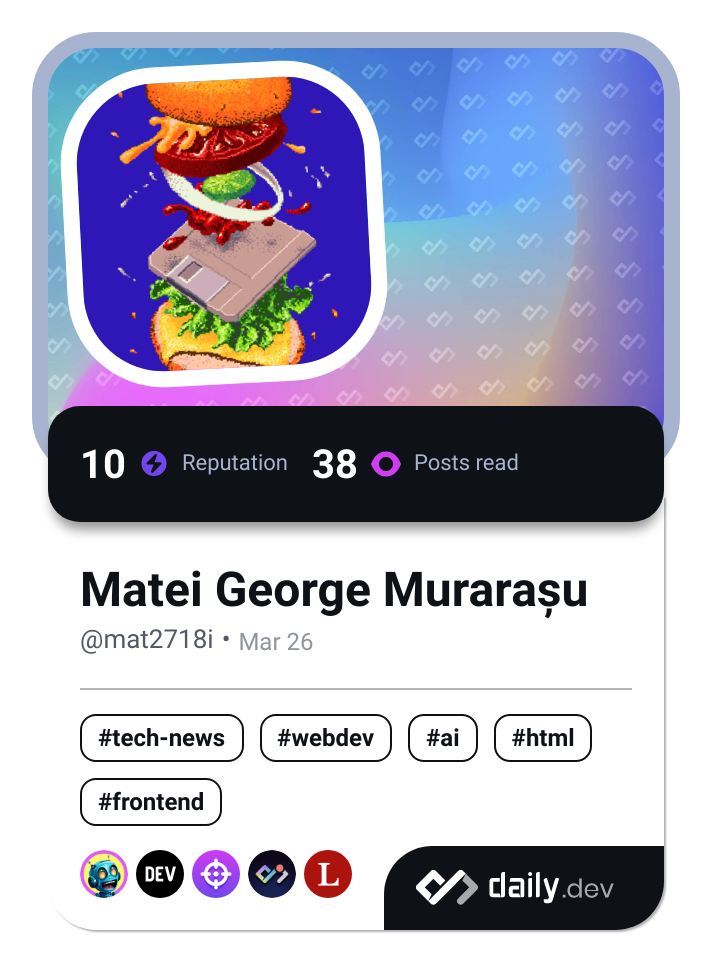 10 Reputation 38 Posts read
Matei George Murarașu
@mat2718i • Mar 26
#tech-news #webdev #ai #html
#frontend
DEV L daily.dev